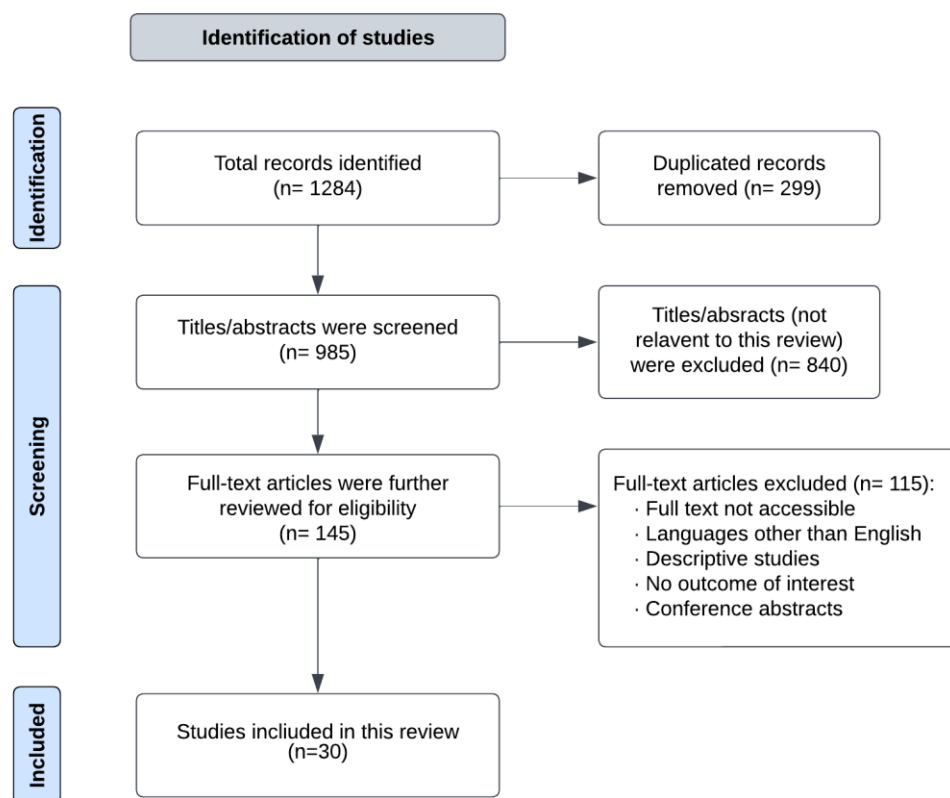 Identification of studies
Identification
Total records identified
(n= 1284)
Duplicated records
removed (n= 299)
Screening
Titles/abstracts were screened
(n= 985)
Titles/absracts (not
relavent to this review)
were excluded (n= 840)
Full-text articles were further
reviewed for eligibility
(n= 145)
Full-text articles excluded (n= 115):
· Full text not accessible
· Languages other than English
· Descriptive studies
· No outcome of interest
· Conference abstracts
Included
Studies incliuded in this review
(n=30)